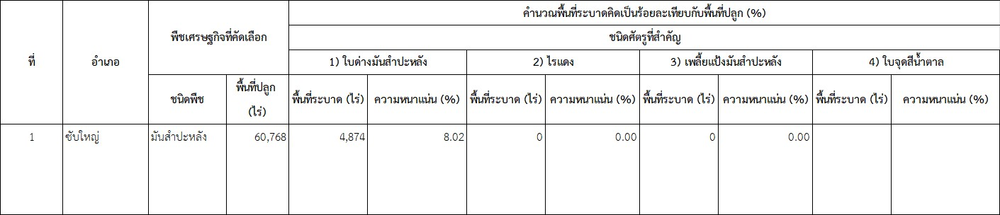 คำนวณพื้นที่ระบาดคิดเป็นร้อยละเทียบกับพื้นที่ปลูก (%)
ที่ อำเภอ พืชเศรษฐกิจที่คัดเลือก ชนิดศัตรูที่สำคัญ
1) ใบด่างมันสำปะหลัง 2) ไรแดง 3) เพลี้ยแป้งมันสำปะหลัง 4) ใบจุดสีน้ำตาล
ชนิดพืช พื้นที่ปลูก (ไร่) พื้นที่ระบาด (ไร่) ความหนาแน่น (%) พื้นที่ระบาด (ไร่) ความหนาแน่น (%) พื้นที่ระบาด (ไร่) ความหนาแน่น (%) พื้นที่ระบาด (ไร่) ความหนาแน่น (%)
1 ซับใหญ่ มันสำปะหลัง 60,768 4,874 8.02 0 0.00 0 0.00